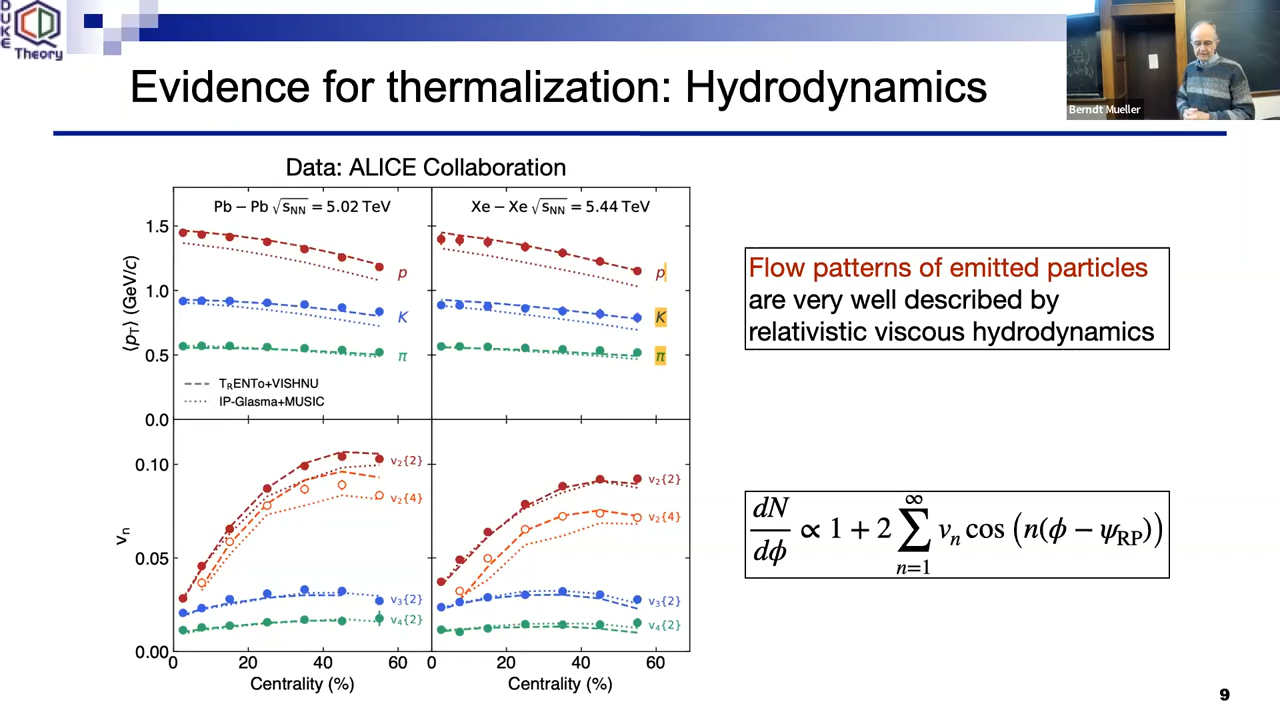 DUKE
Theory
Evidence for thermalization: Hydrodynamics
Berndt Mueller
Data: ALICE Collaboration
Pb − Pb √sNN = 5.02 TeV
Xe − Xe √sNN = 5.44 TeV
1.5
1.0
0.5
0.0
⟨pT⟩ (GeV/c)
p
K
π
p
K
π
TRENTo+VISHNU
IP-Glasma+MUSIC
0.10
0.05
0.00
vn
v2{2}
v2{4}
v3{2}
v4{2}
v2{2}
v2{4}
v3{2}
v4{2}
0 20 40 60 0 20 40 60
Centrality (%) Centrality (%)
Flow patterns of emitted particles
are very well described by
relativistic viscous hydrodynamics
dN/dϕ ∝ 1 + 2 ∑n=1∞ vn cos (n(ϕ − ψRP))
9